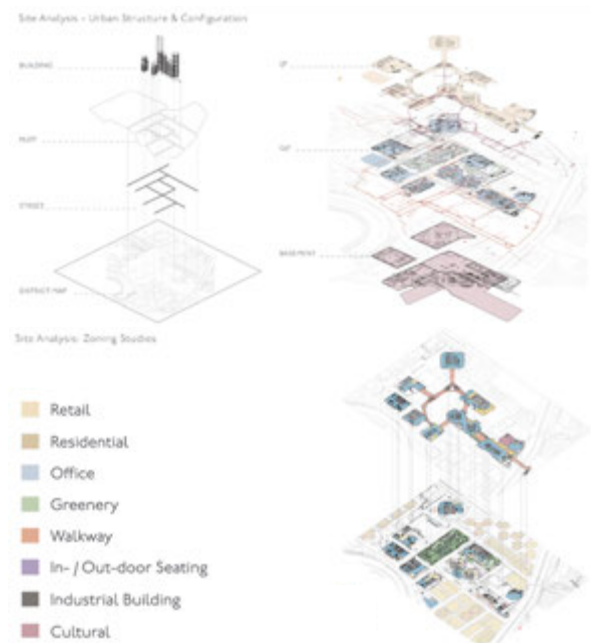 Site Analysis - Urban Structure & Configuration
BUILDING
PLOT
STREET
DISTRICT MAP
BASEMENT
Site Analysis: Zoning Studies
Retail
Residential
Office
Greenery
Walkway
In- / Out-door Seating
Industrial Building
Cultural